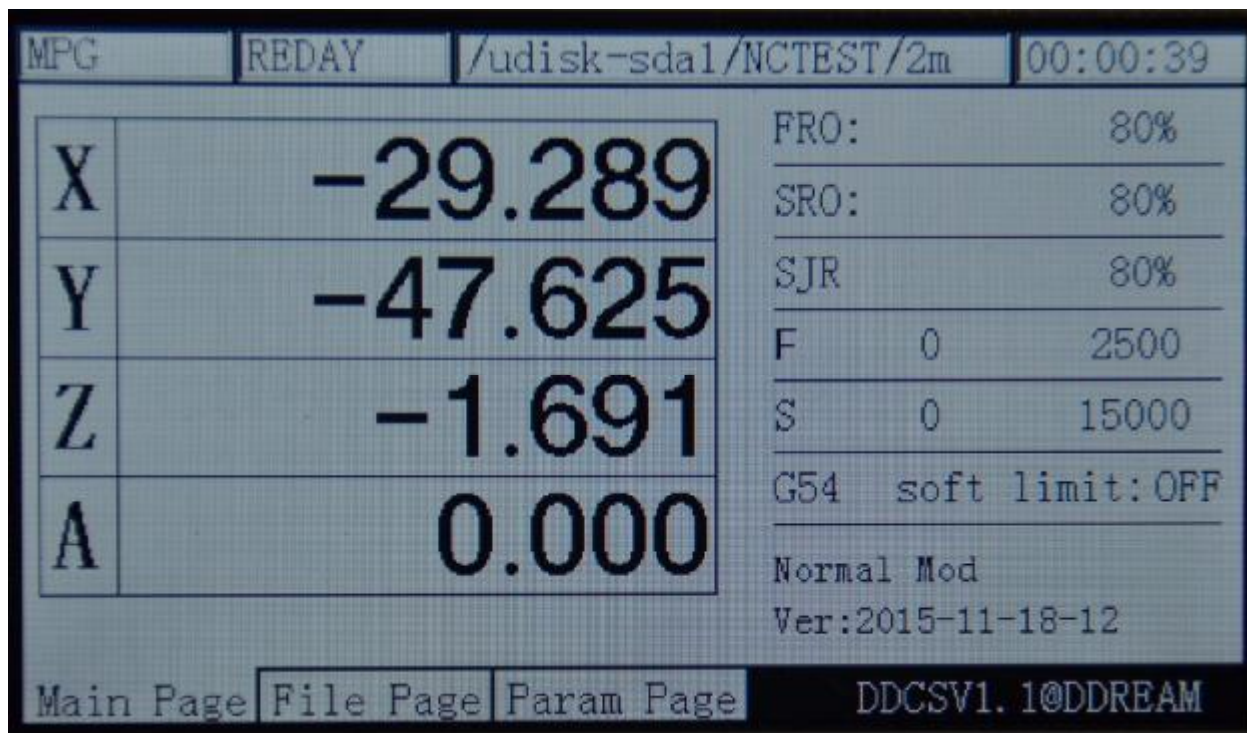 MPG REDAY /udisk-sda1/NCTEST/2m 00:00:39
X -29.289
Y -47.625
Z -1.691
A 0.000
FRO: 80%
SRO: 80%
SJR 80%
F 0 2500
S 0 15000
G54 soft limit:OFF
Normal Mod
Ver:2015-11-18-12
Main Page File Page Param Page DDCSV1.1@DDREAM